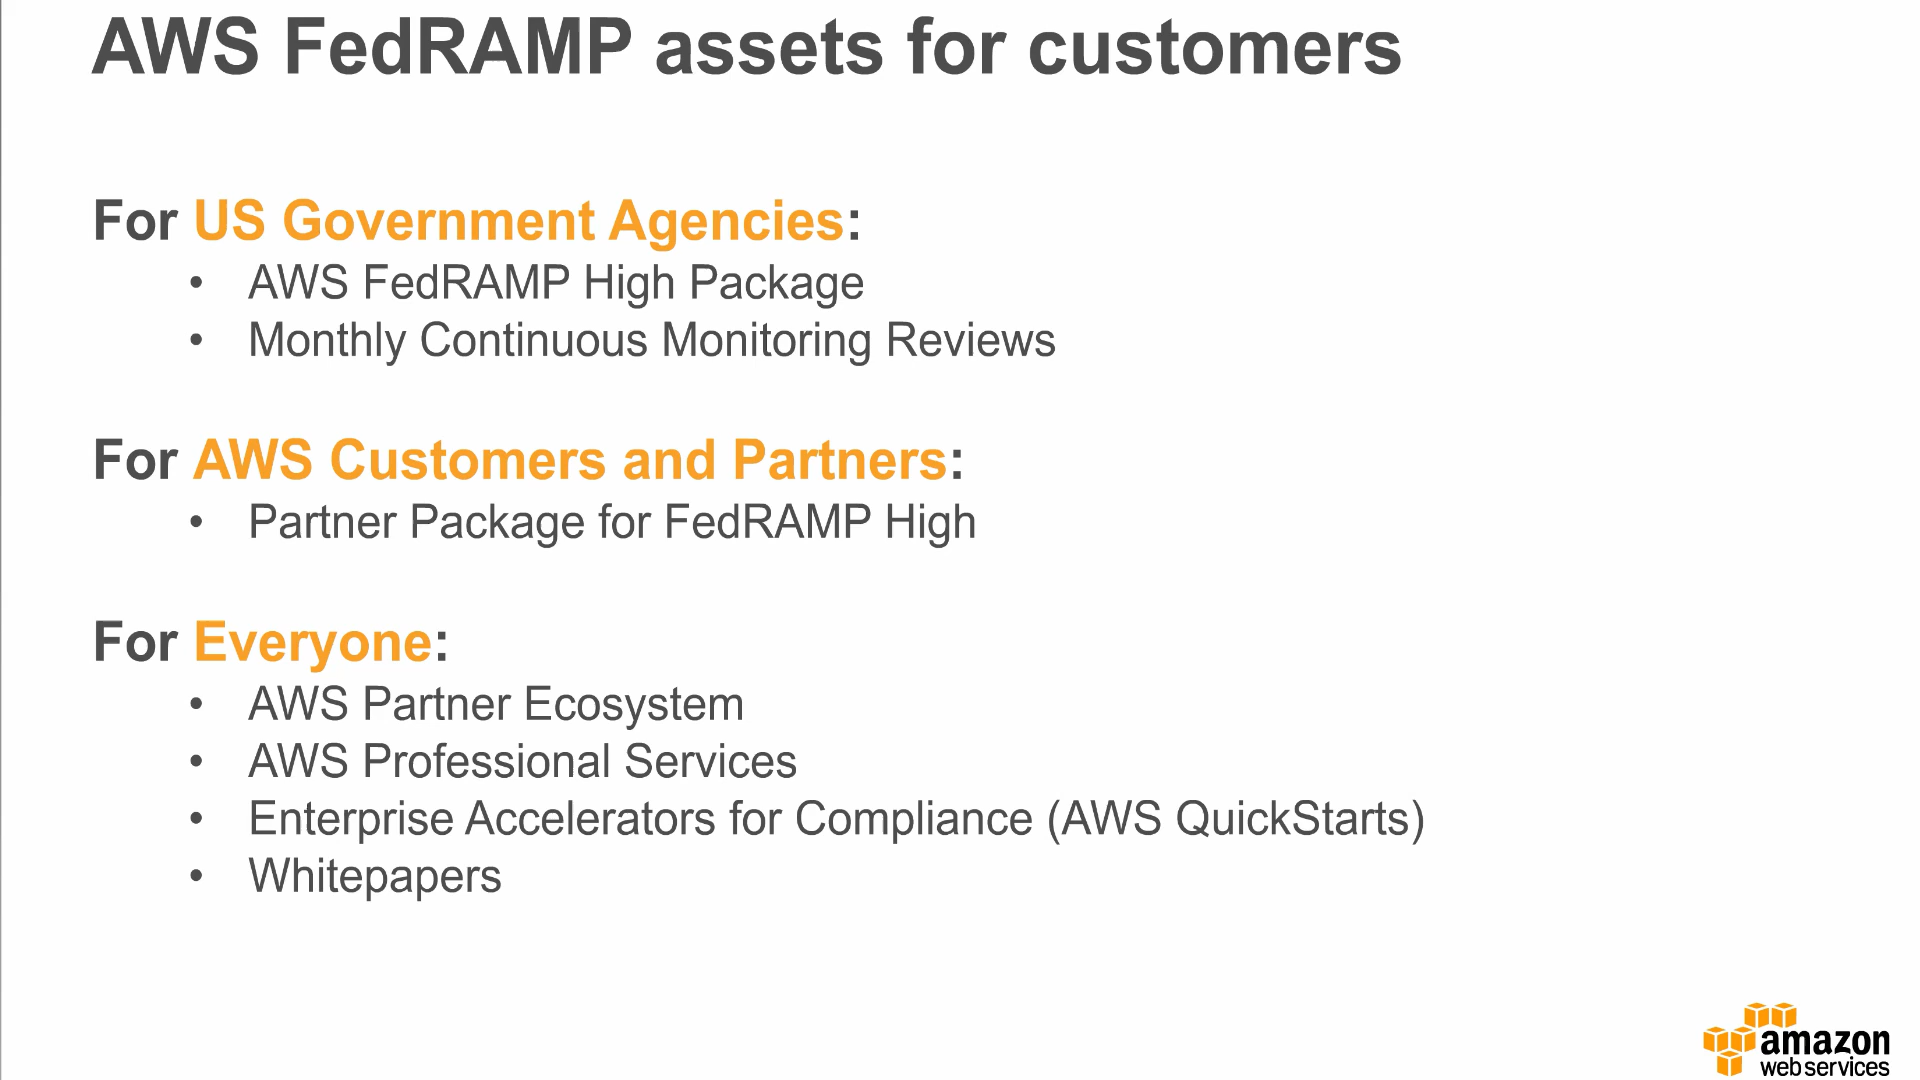 AWS FedRAMP assets for customers
For US Government Agencies:
• AWS FedRAMP High Package
• Monthly Continuous Monitoring Reviews
For AWS Customers and Partners:
• Partner Package for FedRAMP High
For Everyone:
• AWS Partner Ecosystem
• AWS Professional Services
• Enterprise Accelerators for Compliance (AWS QuickStarts)
• Whitepapers
amazon
webservices